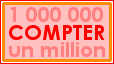 1 000 000
COMPTER
un million